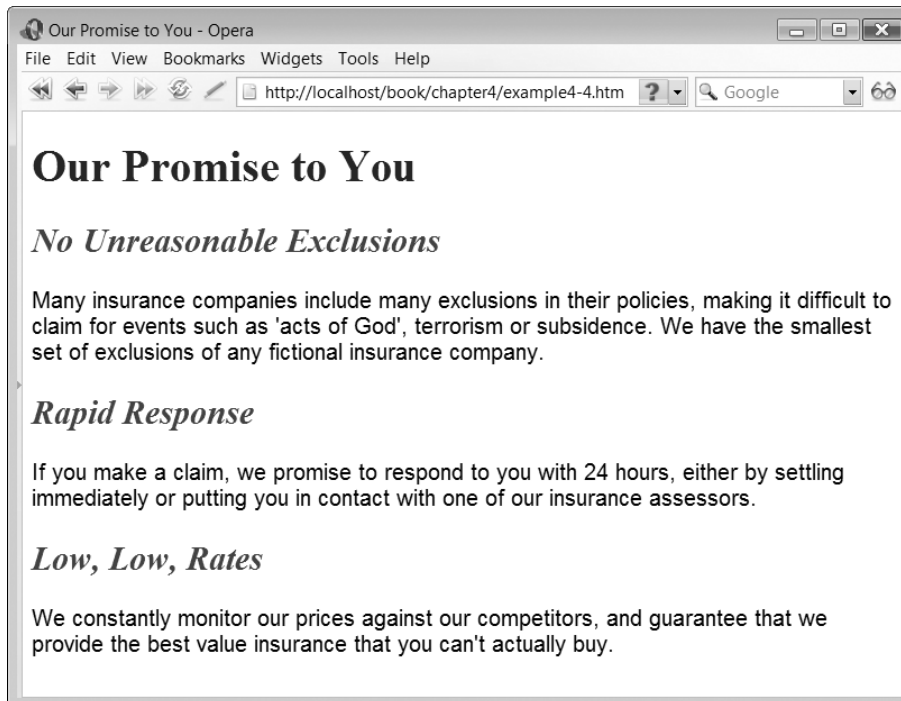 Our Promise to You - Opera
File Edit View Bookmarks Widgets Tools Help
http://localhost/book/chapter4/example4-4.htm ? Google
Our Promise to You
No Unreasonable Exclusions
Many insurance companies include many exclusions in their policies, making it difficult to
claim for events such as 'acts of God', terrorism or subsidence. We have the smallest
set of exclusions of any fictional insurance company.
Rapid Response
If you make a claim, we promise to respond to you with 24 hours, either by settling
immediately or putting you in contact with one of our insurance assessors.
Low, Low, Rates
We constantly monitor our prices against our competitors, and guarantee that we
provide the best value insurance that you can't actually buy.